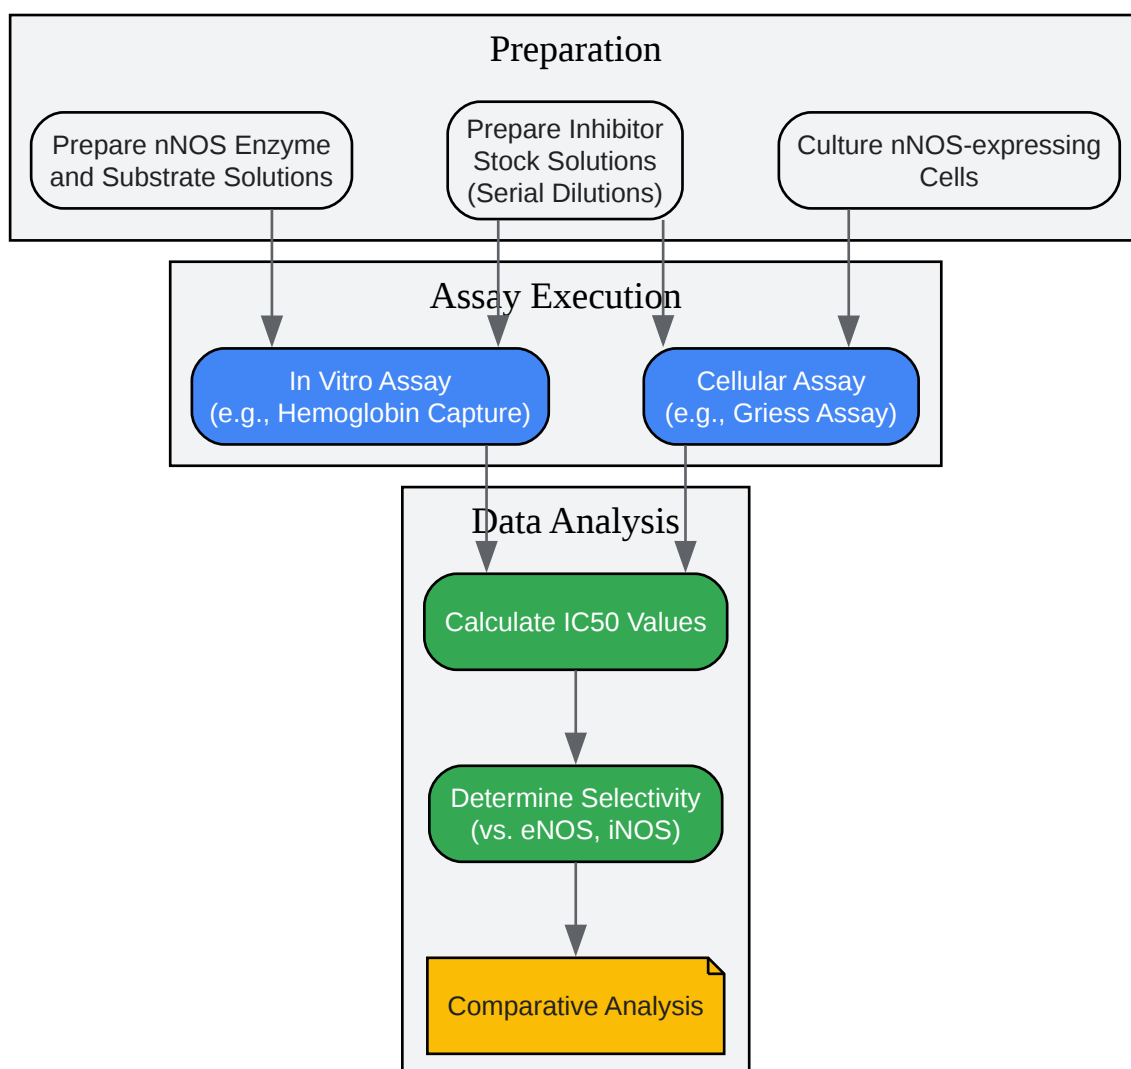 Preparation
Prepare nNOS Enzyme
and Substrate Solutions
Prepare Inhibitor
Stock Solutions
(Serial Dilutions)
Culture nNOS-expressing
Cells
Assay Execution
In Vitro Assay
(e.g., Hemoglobin Capture)
Cellular Assay
(e.g., Griess Assay)
Data Analysis
Calculate IC50 Values
Determine Selectivity
(vs. eNOS, iNOS)
Comparative Analysis